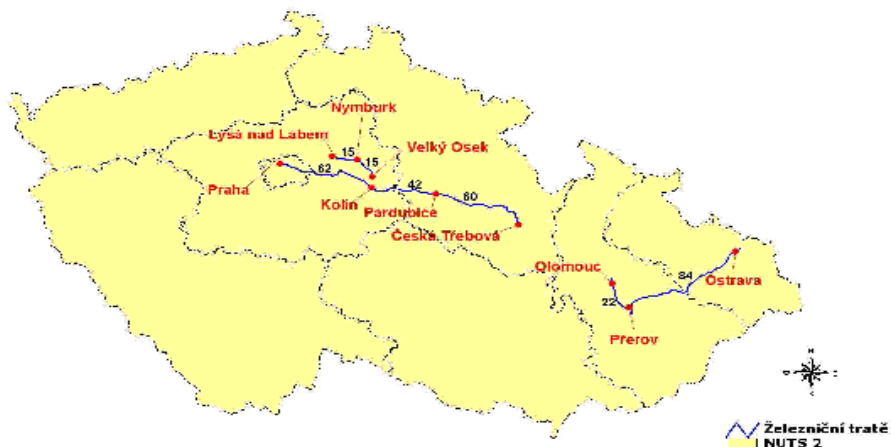 Nymburk
Lysá nad Labem
15
Velký Osek
15
62
Praha
42
Kolín
60
Pardubice
Česká Třebová
Olomouc
84
Ostrava
22
Přerov
N
Železniční tratě
NUTS 2